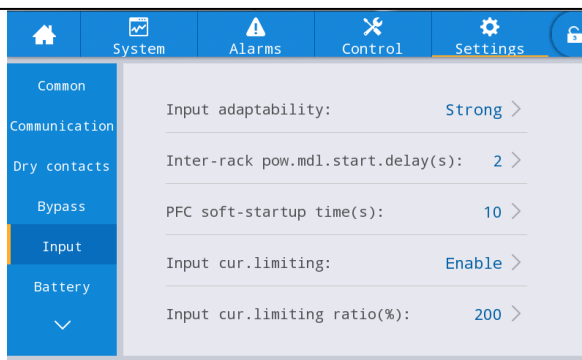 System Alarms Control Settings
Common
Communication
Dry contacts
Bypass
Input
Battery
Input adaptability: Strong
Inter-rack pow.mdl.start.delay(s): 2
PFC soft-startup time(s): 10
Input cur.limiting: Enable
Input cur.limiting ratio(%): 200